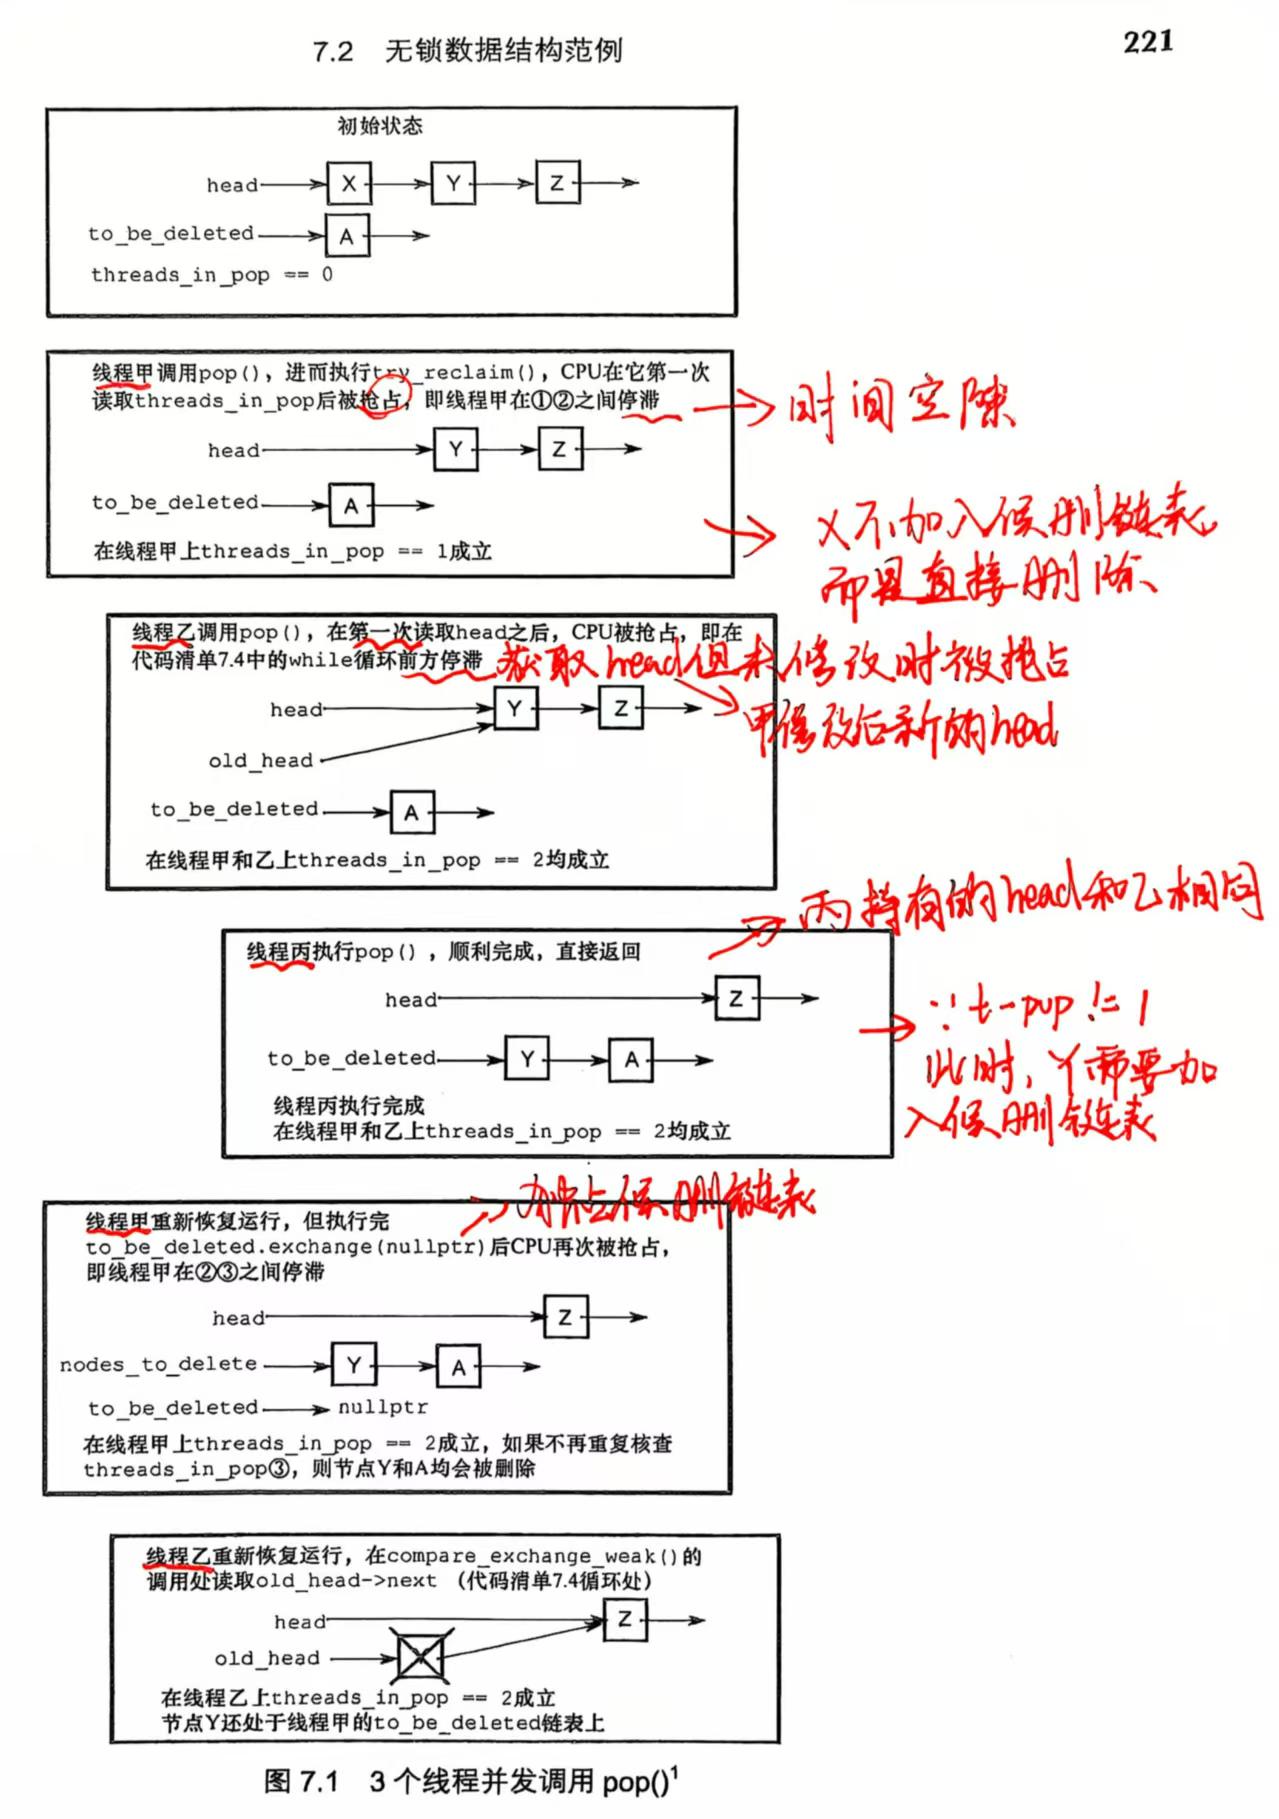 7.2 无锁数据结构范例
221
初始状态
head X Y Z
to_be_deleted A
threads_in_pop == 0
线程甲调用pop()，进而执行try_reclaim()，CPU在它第一次
读取threads_in_pop后被抢占，即线程甲在①②之间停滞
时间空隙
head Y Z
to_be_deleted A
X不加入候删链表
而是直接删除
在线程甲上threads_in_pop == 1成立
线程乙调用pop()，在第一次读取head之后，CPU被抢占，即在
代码清单7.4中的while循环前方停滞
获取head但未修改时被抢占
甲修改后新的head
head Y Z
old_head
to_be_deleted A
在线程甲和乙上threads_in_pop == 2均成立
丙持有的head和乙相同
线程丙执行pop()，顺利完成，直接返回
head Z
∵ t-pop != 1
此时，Y需要加
入候删链表
to_be_deleted Y A
线程丙执行完成
在线程甲和乙上threads_in_pop == 2均成立
候删链表
线程甲重新恢复运行，但执行完
to_be_deleted.exchange(nullptr)后CPU再次被抢占，
即线程甲在②③之间停滞
head Z
nodes_to_delete Y A
to_be_deleted nullptr
在线程甲上threads_in_pop == 2成立，如果不再重复核查
threads_in_pop③，则节点Y和A均会被删除
线程乙重新恢复运行，在compare_exchange_weak()的
调用处读取old_head->next （代码清单7.4循环处）
head Z
old_head Y
在线程乙上threads_in_pop == 2成立
节点Y还处于线程甲的to_be_deleted链表上
图 7.1 3 个线程并发调用 pop()1